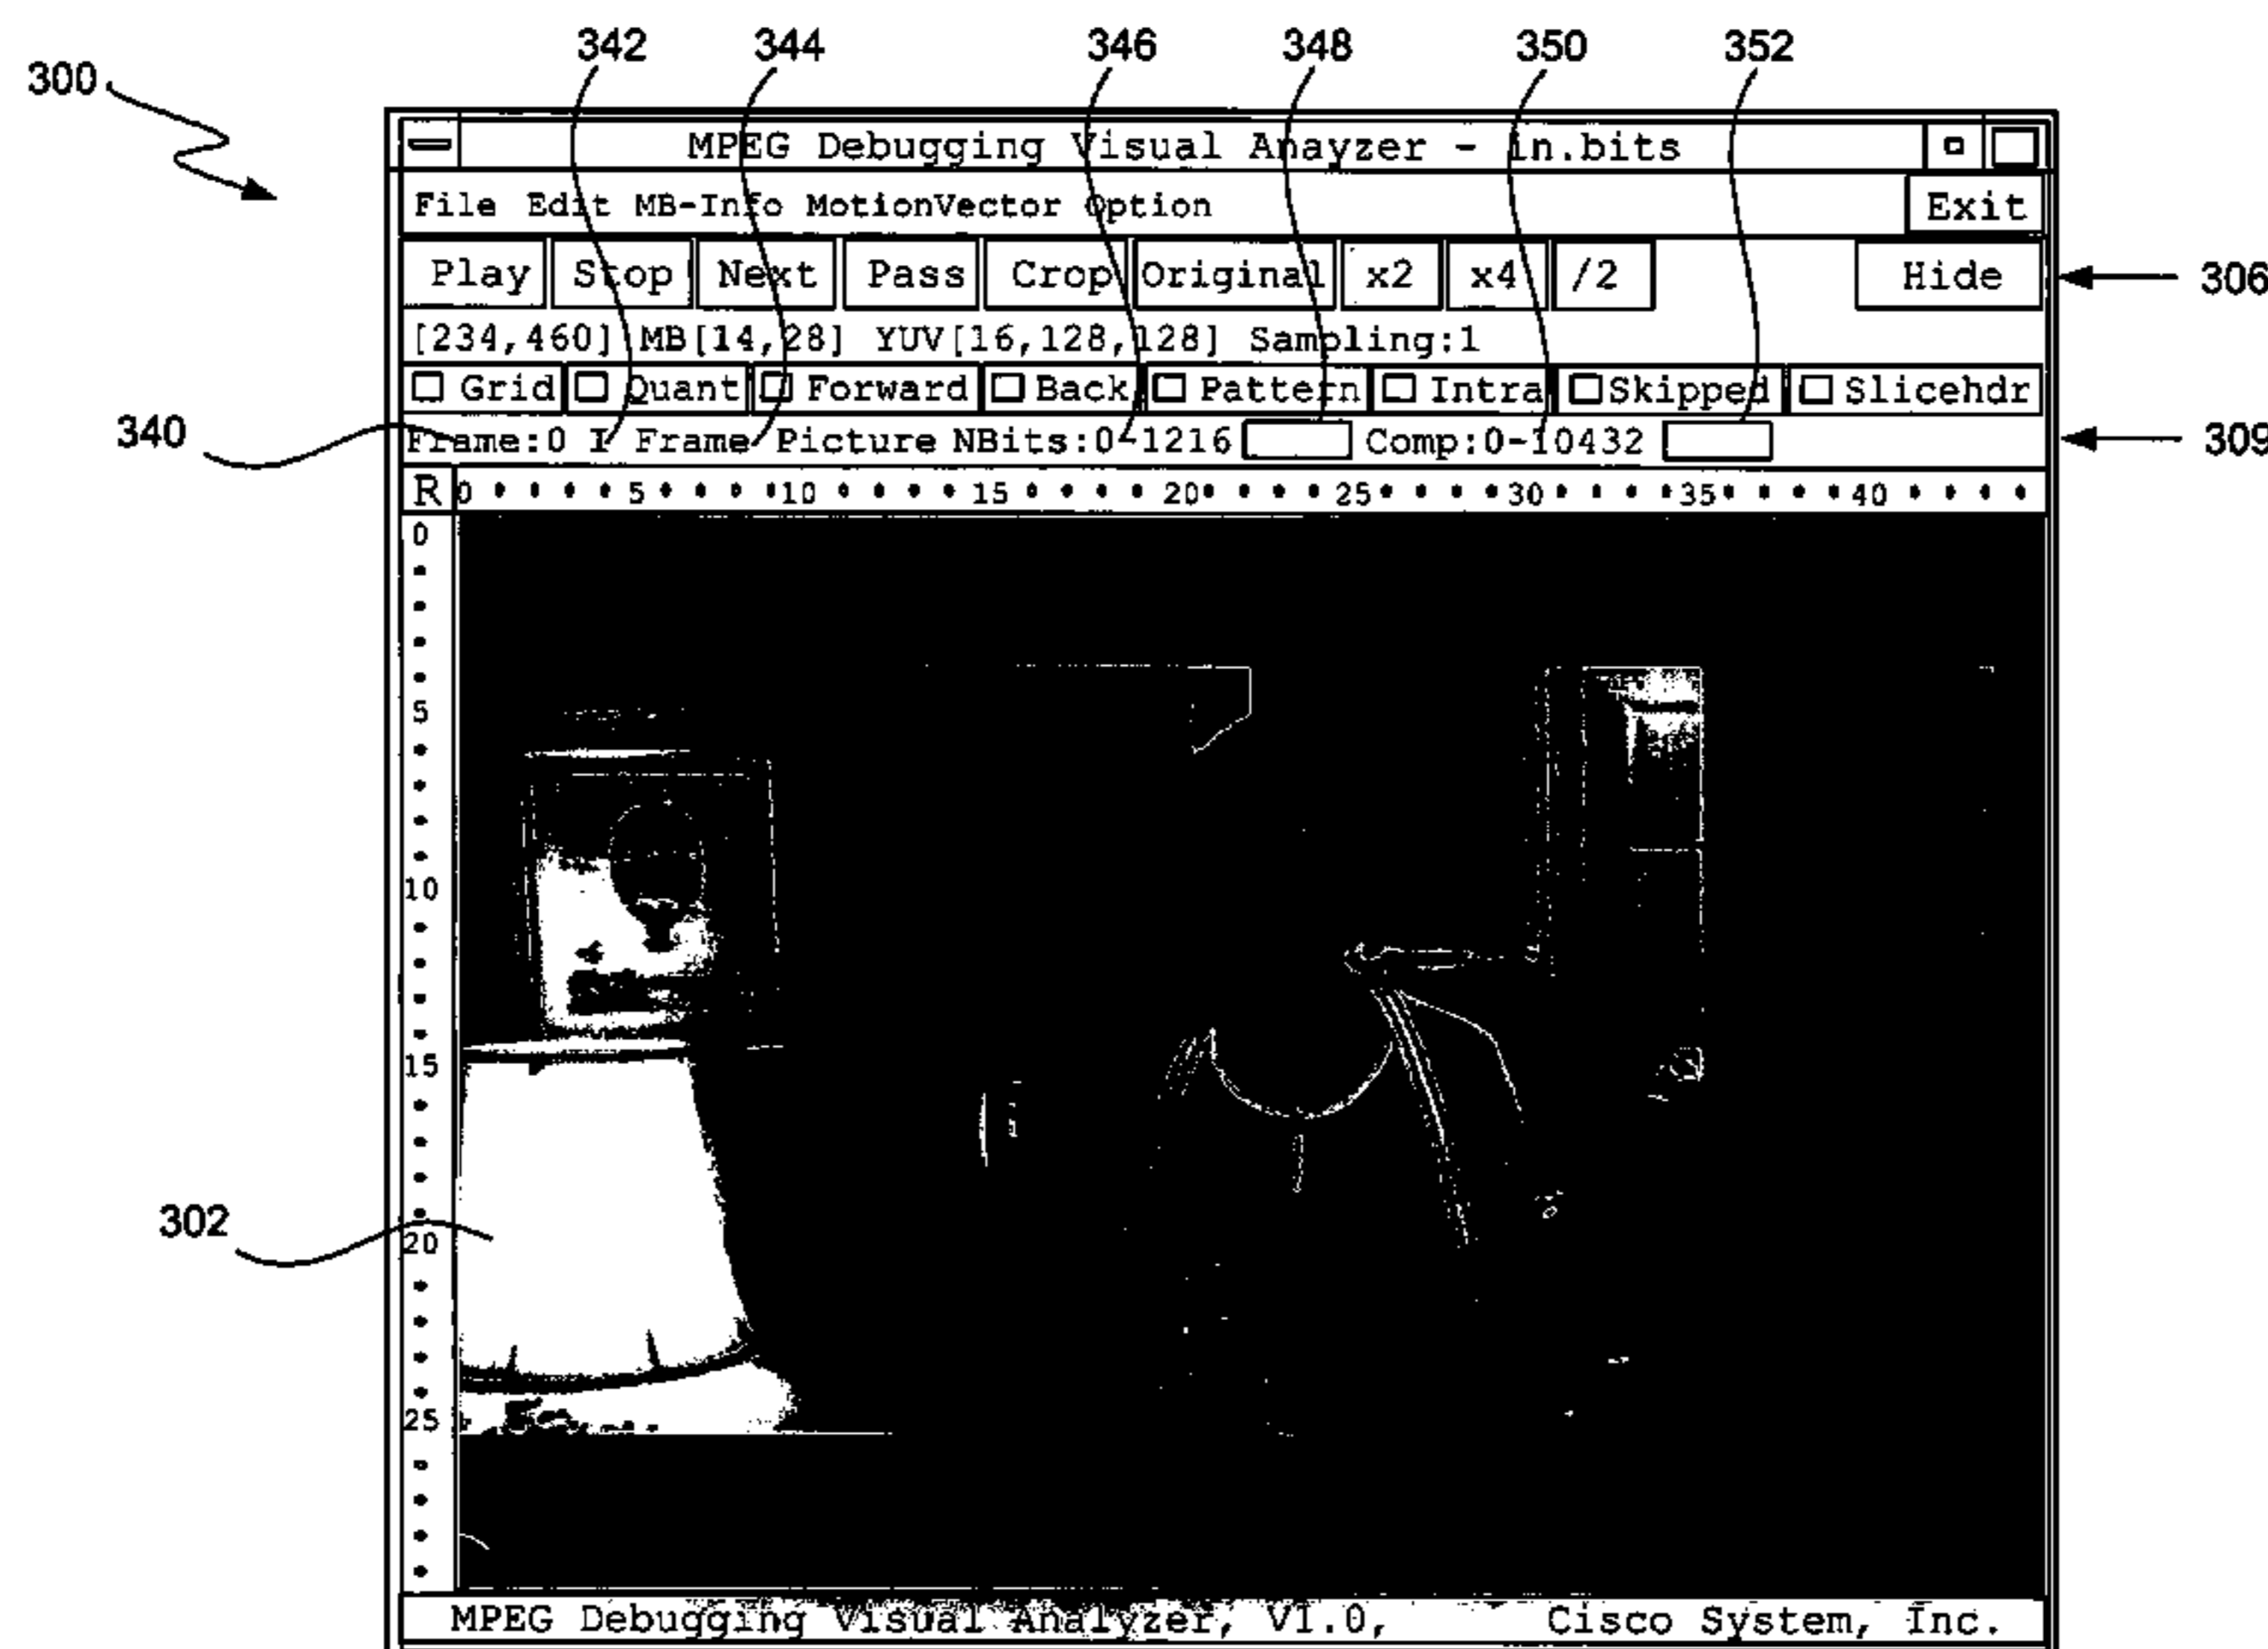 342 344 346 348 350 352
300
MPEG Debugging Visual Anayzer - in.bits
File Edit MB-Info MotionVector Option Exit
Play Stop Next Pass Crop Original x2 x4 /2 Hide 306
[234,460] MB[14,28] YUV[16,128,128] Sampling:1
Grid Quant Forward Back Pattern Intra Skipped Slicehdr
340 Frame:0 I Frame Picture NBits:0-1216 Comp:0-10432 309
R 0 5 10 15 20 25 30 35 40
0
5
10
15
302
20
25
MPEG Debugging Visual Analyzer, V1.0, Cisco System, Inc.